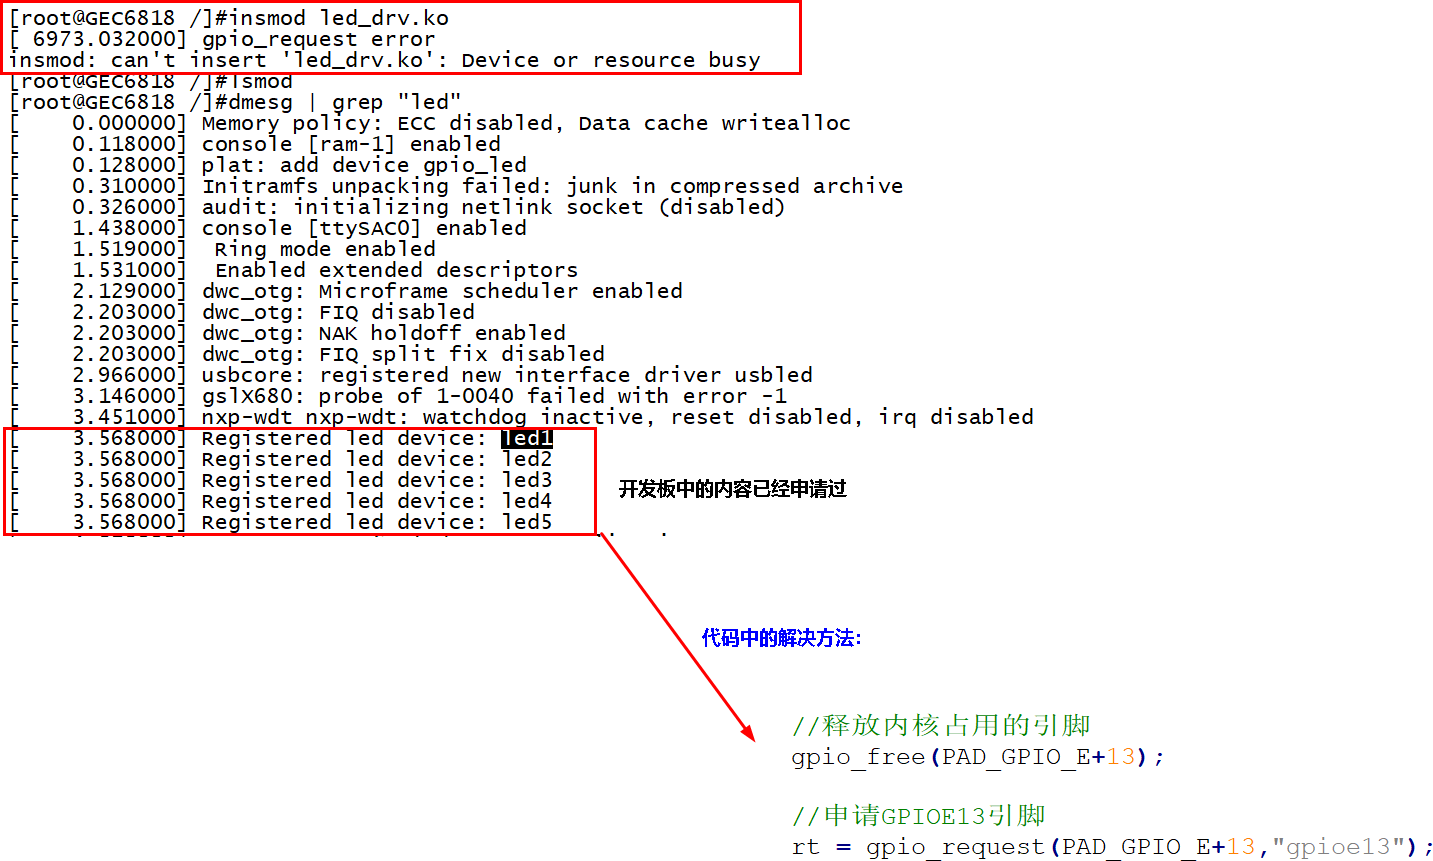 [root@GEC6818 /]#insmod led_drv.ko
[ 6973.032000] gpio_request error
insmod: can't insert 'led_drv.ko': Device or resource busy
[root@GEC6818 /]#lsmod
[root@GEC6818 /]#dmesg | grep "led"
[    0.000000] Memory policy: ECC disabled, Data cache writealloc
[    0.118000] console [ram-1] enabled
[    0.128000] plat: add device gpio_led
[    0.310000] Initramfs unpacking failed: junk in compressed archive
[    0.326000] audit: initializing netlink socket (disabled)
[    1.438000] console [ttySAC0] enabled
[    1.519000]  Ring mode enabled
[    1.531000]  Enabled extended descriptors
[    2.129000] dwc_otg: Microframe scheduler enabled
[    2.203000] dwc_otg: FIQ disabled
[    2.203000] dwc_otg: NAK holdoff enabled
[    2.203000] dwc_otg: FIQ split fix disabled
[    2.966000] usbcore: registered new interface driver usbled
[    3.146000] gslX680: probe of 1-0040 failed with error -1
[    3.451000] nxp-wdt nxp-wdt: watchdog inactive, reset disabled, irq disabled
[    3.568000] Registered led device: led1
[    3.568000] Registered led device: led2
[    3.568000] Registered led device: led3
[    3.568000] Registered led device: led4
[    3.568000] Registered led device: led5
开发板中的内容已经申请过
代码中的解决方法:
//释放内核占用的引脚
gpio_free(PAD_GPIO_E+13);
//申请GPIOE13引脚
rt = gpio_request(PAD_GPIO_E+13,"gpioe13");